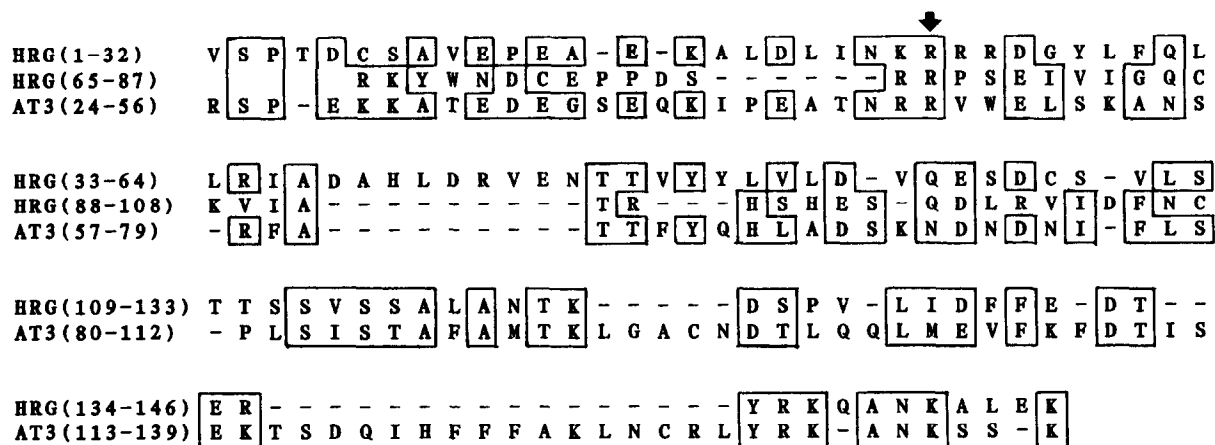 HRG(1-32) V S P T D C S A V E P E A - E - K A L D L I N K R R R D G Y L F Q L
HRG(65-87) R K Y W N D C E P P D S - - - - - - R R P S E I V I G Q C
AT3(24-56) R S P - E K K A T E D E G S E Q K I P E A T N R R V W E L S K A N S
HRG(33-64) L R I A D A H L D R V E N T T V Y Y L V L D - V Q E S D C S - V L S
HRG(88-108) K V I A - - - - - - - - - T R - - - H S H E S - Q D L R V I D F N C
AT3(57-79) - R F A - - - - - - - - - T T F Y Q H L A D S K N D N D N I - F L S
HRG(109-133) T T S S V S S A L A N T K - - - - - D S P V - L I D F F E - D T - -
AT3(80-112) - P L S I S T A F A M T K L G A C N D T L Q Q L M E V F K F D T I S
HRG(134-146) E R - - - - - - - - - - - - - - - - Y R K Q A N K A L E K
AT3(113-139) E K T S D Q I H F F F A K L N C R L Y R K - A N K S S - K